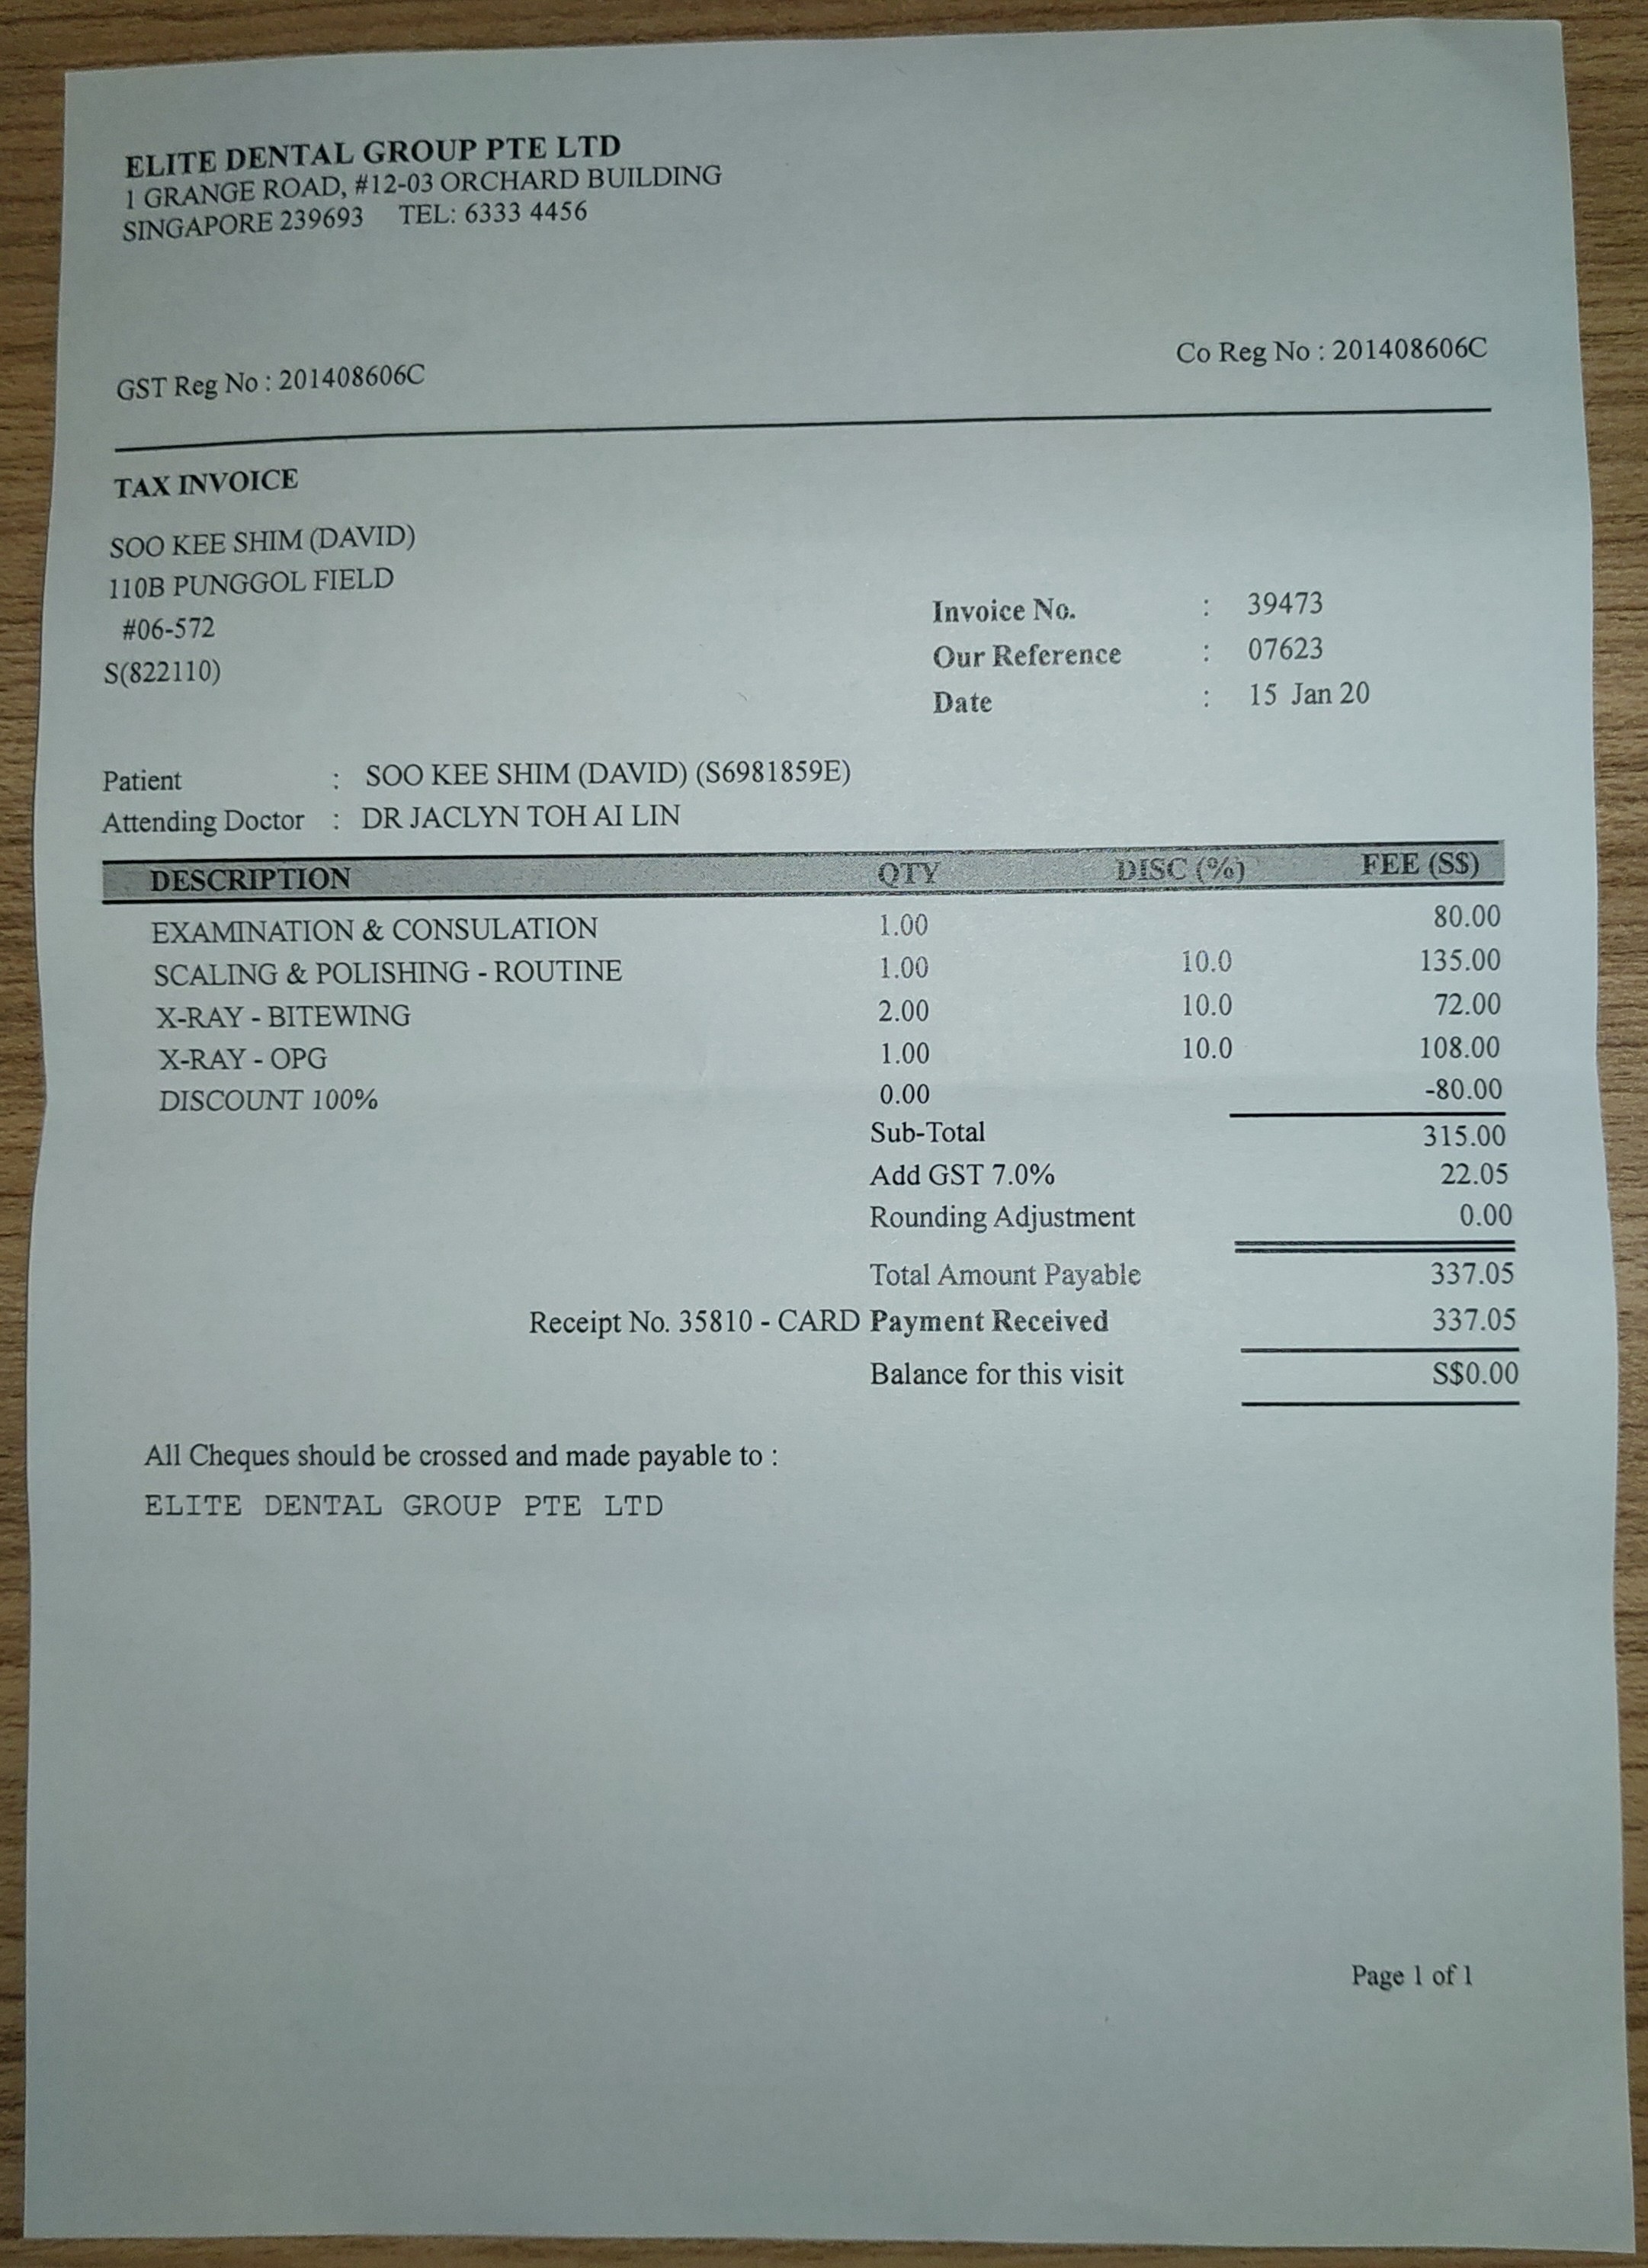 ELITE DENTAL GROUP PTE LTD
1 GRANGE ROAD, #12-03 ORCHARD BUILDING
SINGAPORE 239693 TEL: 6333 4456
GST Reg No : 201408606C Co Reg No : 201408606C
TAX INVOICE
SOO KEE SHIM (DAVID)
110B PUNGGOL FIELD
#06-572
S(822110)
Invoice No. : 39473
Our Reference : 07623
Date : 15 Jan 20
Patient : SOO KEE SHIM (DAVID) (S6981859E)
Attending Doctor : DR JACLYN TOH AI LIN
DESCRIPTION QTY DISC (%) FEE (S$)
EXAMINATION & CONSULATION 1.00 80.00
SCALING & POLISHING - ROUTINE 1.00 10.0 135.00
X-RAY - BITEWING 2.00 10.0 72.00
X-RAY - OPG 1.00 10.0 108.00
DISCOUNT 100% 0.00 -80.00
Sub-Total 315.00
Add GST 7.0% 22.05
Rounding Adjustment 0.00
Total Amount Payable 337.05
Receipt No. 35810 - CARD Payment Received 337.05
Balance for this visit S$0.00
All Cheques should be crossed and made payable to :
ELITE DENTAL GROUP PTE LTD
Page 1 of 1